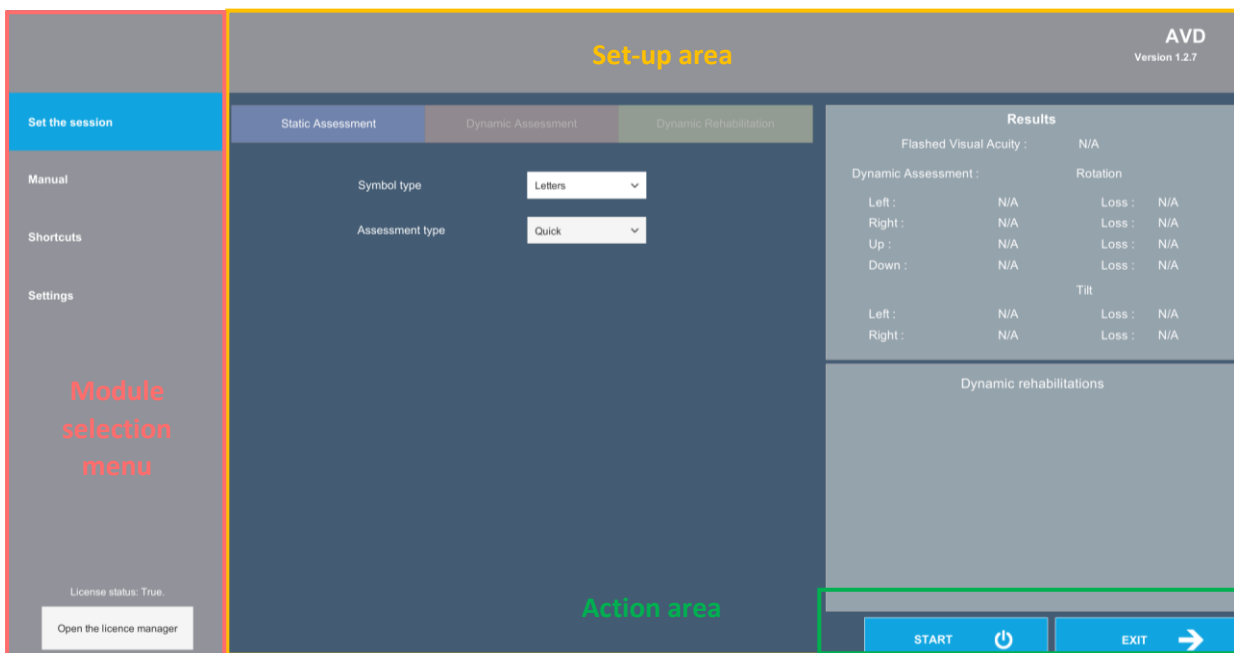 AVD
Set-up area
Version 1.2.7
Set the session
Manual
Shortcuts
Settings
Module
selection
menu
License status: True.
Open the licence manager
Static Assessment Dynamic Assessment Dynamic Rehabilitation
Symbol type Letters
Assessment type Quick
Results
Flashed Visual Acuity : N/A
Dynamic Assessment : Rotation
Left : N/A Loss : N/A
Right : N/A Loss : N/A
Up : N/A Loss : N/A
Down : N/A Loss : N/A
Tilt
Left : N/A Loss : N/A
Right : N/A Loss : N/A
Dynamic rehabilitations
Action area
START EXIT